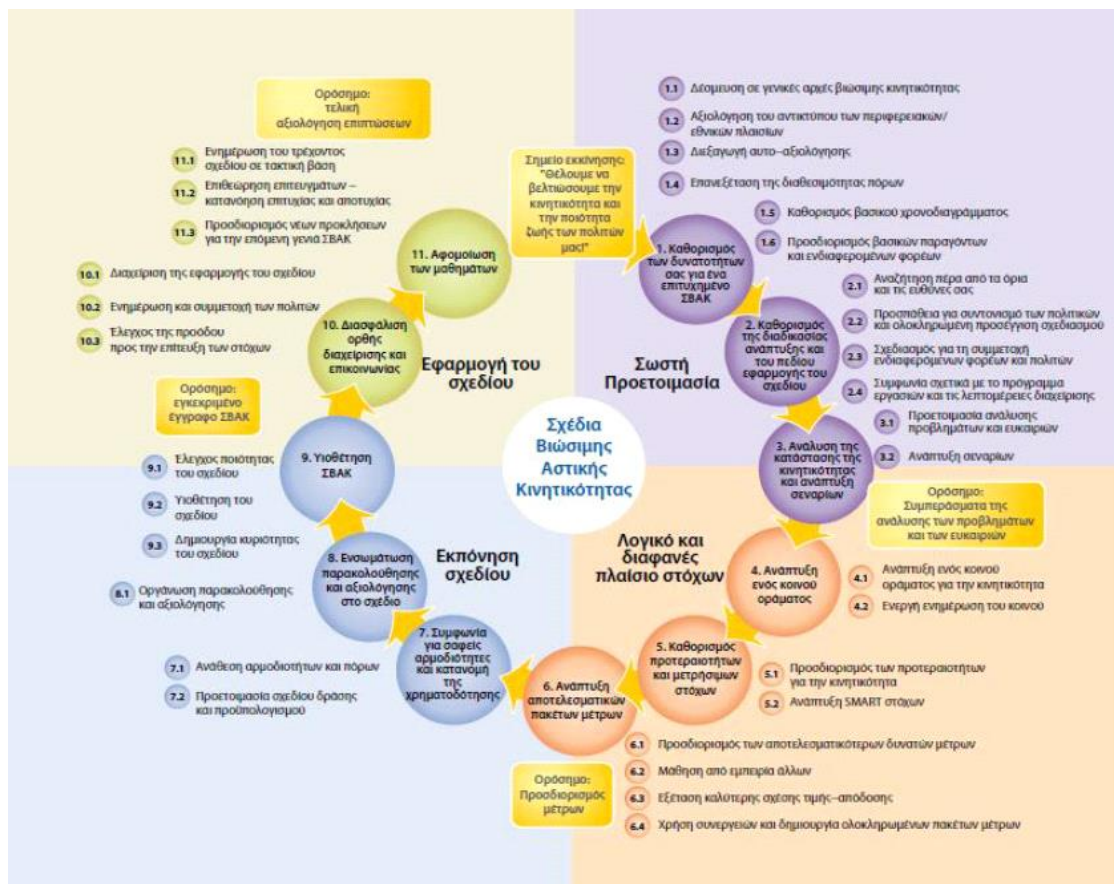 Σημείο εκκίνησης:
"Θέλουμε να
βελτιώσουμε την
κινητικότητα και
και την ποιότητα
ζωής των πολιτών
μας!"
Σχέδια
Βιώσιμης
Αστικής
Κινητικότητας
Σωστή
Προετοιμασία
1. Καθορισμός
των δυνατοτήτων
σας για ένα
επιτυχημένο
ΣΒΑΚ
1.1 Δέσμευση σε γενικές αρχές βιώσιμης κινητικότητας
1.2 Αξιολόγηση του αντικτύπου των περιφερειακών/
εθνικών πλαισίων
1.3 Διεξαγωγή αυτο–αξιολόγησης
1.4 Επανεξέταση της διαθεσιμότητας πόρων
1.5 Καθορισμός βασικού χρονοδιαγράμματος
1.6 Προσδιορισμός βασικών παραγόντων
και ενδιαφερομένων φορέων
2. Καθορισμός
της διαδικασίας
ανάπτυξης και
του πεδίου
εφαρμογής του
σχεδίου
2.1 Αναζήτηση πέρα από τα όρια
και τις ευθύνες σας
2.2 Προσπάθεια για συντονισμό των πολιτικών
και ολοκληρωμένη προσέγγιση σχεδιασμού
2.3 Σχεδιασμός για τη συμμετοχή
ενδιαφερόμενων φορέων και πολιτών
2.4 Συμφωνία σχετικά με το πρόγραμμα
εργασιών και τις λεπτομέρειες διαχείρισης
3. Ανάλυση της
κατάστασης της
κινητικότητας
και ανάπτυξη
σεναρίων
3.1 Προετοιμασία ανάλυσης
προβλημάτων και ευκαιριών
3.2 Ανάπτυξη σεναρίων
Ορόσημο:
Συμπεράσματα της
ανάλυσης των προβλημάτων
και των ευκαιριών
Λογικό και
διάφανές
πλαίσιο στόχων
4. Ανάπτυξη
ενός κοινού
οράματος
4.1 Ανάπτυξη ενός κοινού
οράματος για την κινητικότητα
4.2 Ενεργή ενημέρωση του κοινού
5. Καθορισμός
προτεραιοτήτων
και μετρήσιμων
στόχων
5.1 Προσδιορισμός των προτεραιοτήτων
για την κινητικότητα
5.2 Ανάπτυξη SMART στόχων
6. Ανάπτυξη
αποτελεσματικών
πακέτων μέτρων
6.1 Προσδιορισμός των αποτελεσματικότερων δυνατών μέτρων
6.2 Μάθηση από εμπειρία άλλων
6.3 Εξέταση καλύτερης σχέσης τιμής–απόδοσης
6.4 Χρήση συνεργειών και δημιουργία ολοκληρωμένων πακέτων μέτρων
Ορόσημο:
Προσδιορισμός
μέτρων
Εκπόνηση
σχεδίου
7. Συμφωνία
για σαφείς
αρμοδιότητες
και κατανομή
της
χρηματοδότησης
7.1 Ανάθεση αρμοδιοτήτων και πόρων
7.2 Προετοιμασία σχεδίου δράσης
και προϋπολογισμού
8. Ενσωμάτωση
παρακολούθησης
και αξιολόγησης
στο σχέδιο
8.1 Οργάνωση παρακολούθησης
και αξιολόγησης
9. Υιοθέτηση
ΣΒΑΚ
9.1 Έλεγχος ποιότητας
του σχεδίου
9.2 Υιοθέτηση του
σχεδίου
9.3 Δημιουργία κυριότητας
του σχεδίου
Ορόσημο:
εγκεκριμένο
έγγραφο ΣΒΑΚ
Εφαρμογή του
σχεδίου
10. Διασφάλιση
ορθής
διαχείρισης και
επικοινωνίας
10.1 Διαχείριση της εφαρμογής του σχεδίου
10.2 Ενημέρωση και συμμετοχή των πολιτών
10.3 Έλεγχος της προόδου
προς την επίτευξη των στόχων
11. Αφομοίωση
των μαθημάτων
11.1 Ενημέρωση του τρέχοντος
σχεδίου σε τακτική βάση
11.2 Επιθεώρηση επιτευγμάτων –
κατανόηση επιτυχίας και αποτυχίας
11.3 Προσδιορισμός νέων προκλήσεων
για την επόμενη γενιά ΣΒΑΚ
Ορόσημο:
τελική
αξιολόγηση επιπτώσεων